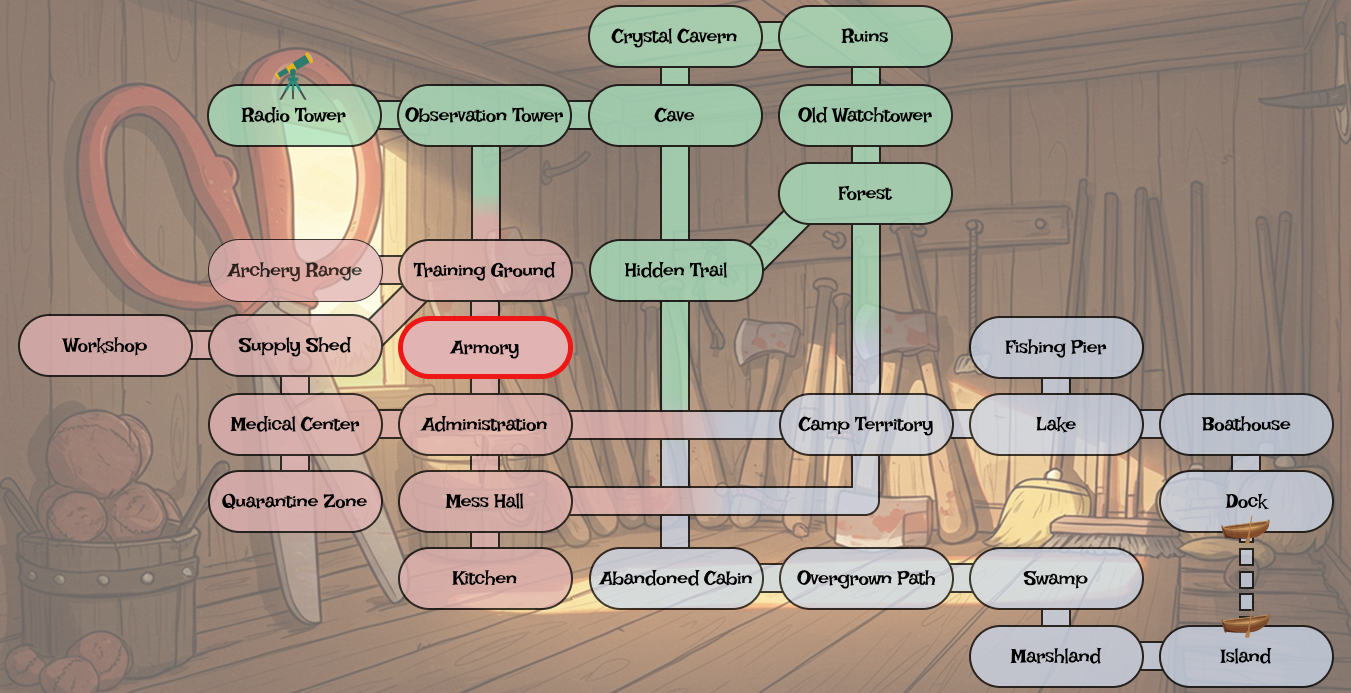 Crystal Cavern
Ruins
Radio Tower
Observation Tower
Cave
Old Watchtower
Forest
Archery Range
Training Ground
Hidden Trail
Workshop
Supply Shed
Armory
Fishing Pier
Medical Center
Administration
Camp Territory
Lake
Boathouse
Quarantine Zone
Mess Hall
Dock
Kitchen
Abandoned Cabin
Overgrown Path
Swamp
Marshland
Island